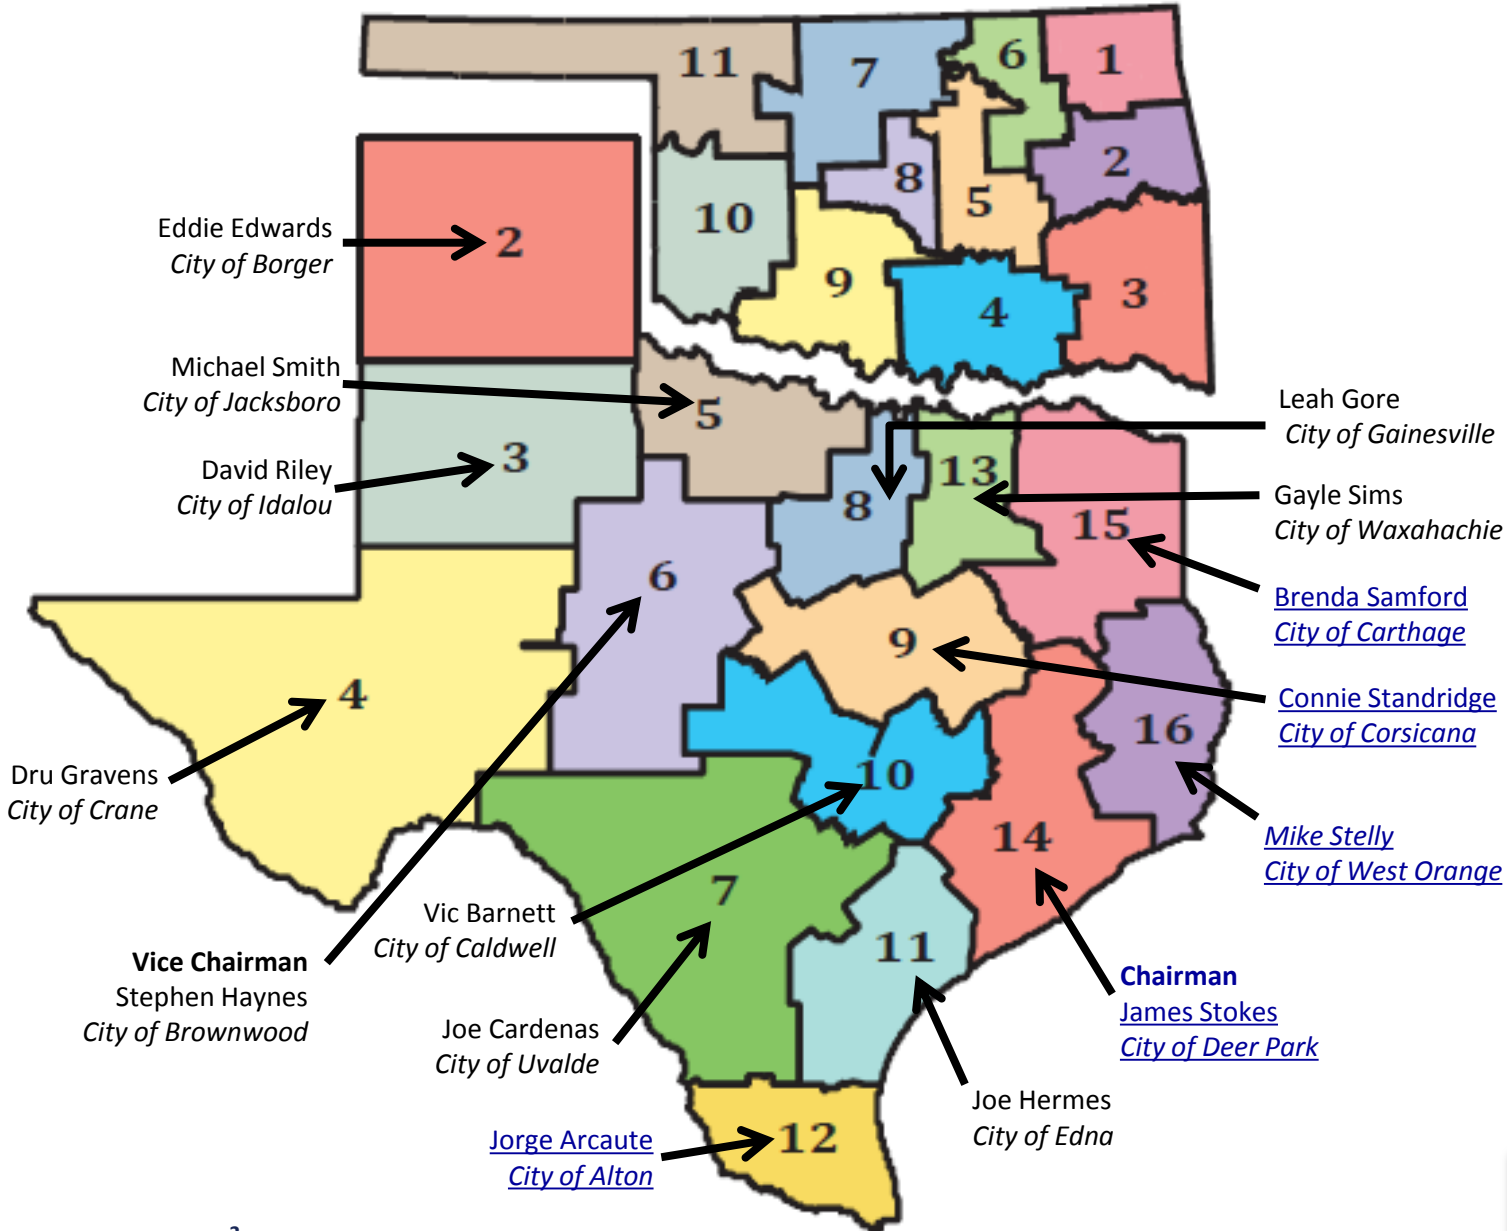 11
7
6
1
2
8
5
10
9
4
3
Eddie Edwards
City of Borger
2
Michael Smith
City of Jacksboro
5
Leah Gore
City of Gainesville
David Riley
City of Idalou
3
8
13
Gayle Sims
City of Waxahachie
15
Brenda Samford
City of Carthage
6
9
Connie Standridge
City of Corsicana
4
Dru Gravens
City of Crane
10
16
Mike Stelly
City of West Orange
14
7
Vic Barnett
City of Caldwell
11
Vice Chairman
Stephen Haynes
City of Brownwood
Chairman
James Stokes
City of Deer Park
Joe Cardenas
City of Uvalde
Joe Hermes
City of Edna
Jorge Arcaute
City of Alton
12